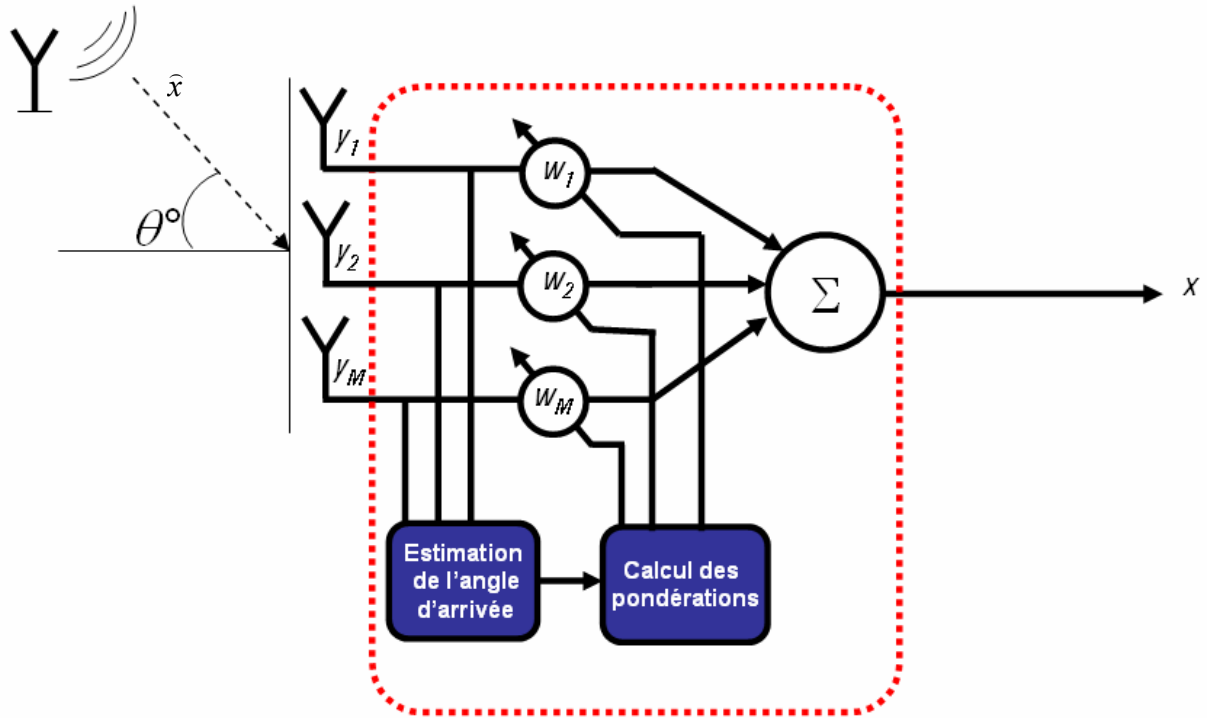 x̂
θ°
y1
y2
yM
w1
w2
wM
Σ
x
Estimation
de l'angle
d'arrivée
Calcul des
pondérations